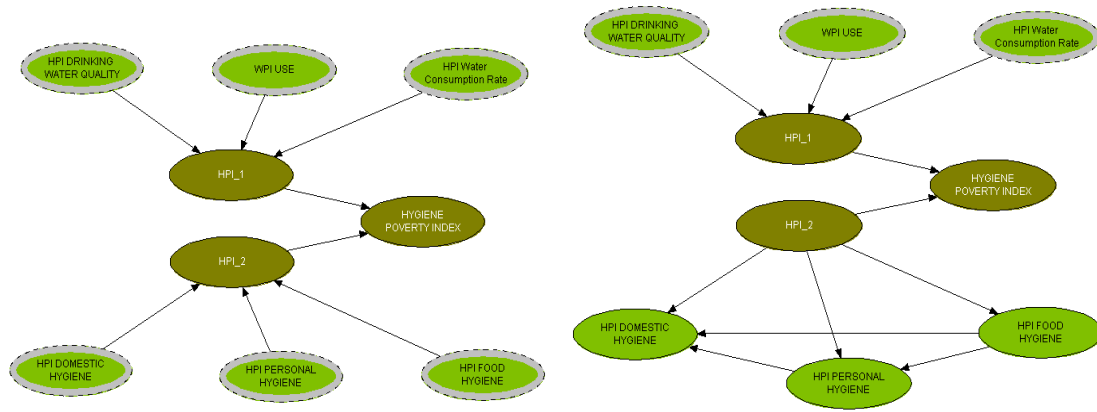 HPI DRINKING
WATER QUALITY
WPI USE
HPI Water
Consumption Rate
HPI_1
HYGIENE
POVERTY INDEX
HPI_2
HPI DOMESTIC
HYGIENE
HPI PERSONAL
HYGIENE
HPI FOOD
HYGIENE
HPI DRINKING
WATER QUALITY
WPI USE
HPI Water
Consumption Rate
HPI_1
HYGIENE
POVERTY INDEX
HPI_2
HPI DOMESTIC
HYGIENE
HPI FOOD
HYGIENE
HPI PERSONAL
HYGIENE